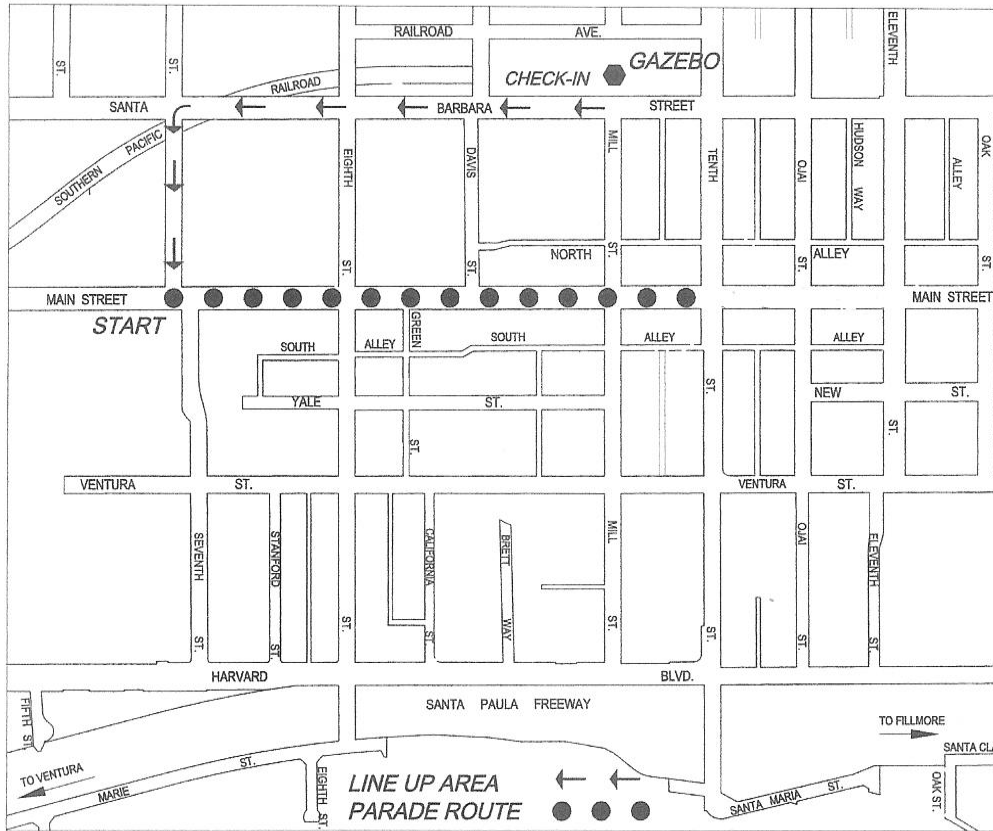 RAILROAD AVE.
ELEVENTH
ST.
ST.
CHECK-IN
GAZEBO
RAILROAD
SANTA BARBARA STREET
SOUTHERN PACIFIC
EIGHTH ST.
DAVIS ST.
MILL ST.
TENTH
OJAI ST.
HUDSON WAY
ALLEY
OAK ST.
NORTH ALLEY
MAIN STREET
MAIN STREET
START
GREEN ST.
SOUTH ALLEY
SOUTH ALLEY
ALLEY
ST.
YALE ST.
NEW ST.
ST.
VENTURA ST.
VENTURA ST.
SEVENTH ST.
STANFORD ST.
ST.
CALIFORNIA ST.
BRETT WAY
MILL ST.
ST.
OJAI ST.
ELEVENTH ST.
HARVARD BLVD.
FIFTH ST.
SANTA PAULA FREEWAY
TO FILLMORE
SANTA CLA
TO VENTURA
MARIE ST.
EIGHTH ST.
LINE UP AREA
PARADE ROUTE
SANTA MARIA ST.
OAK ST.